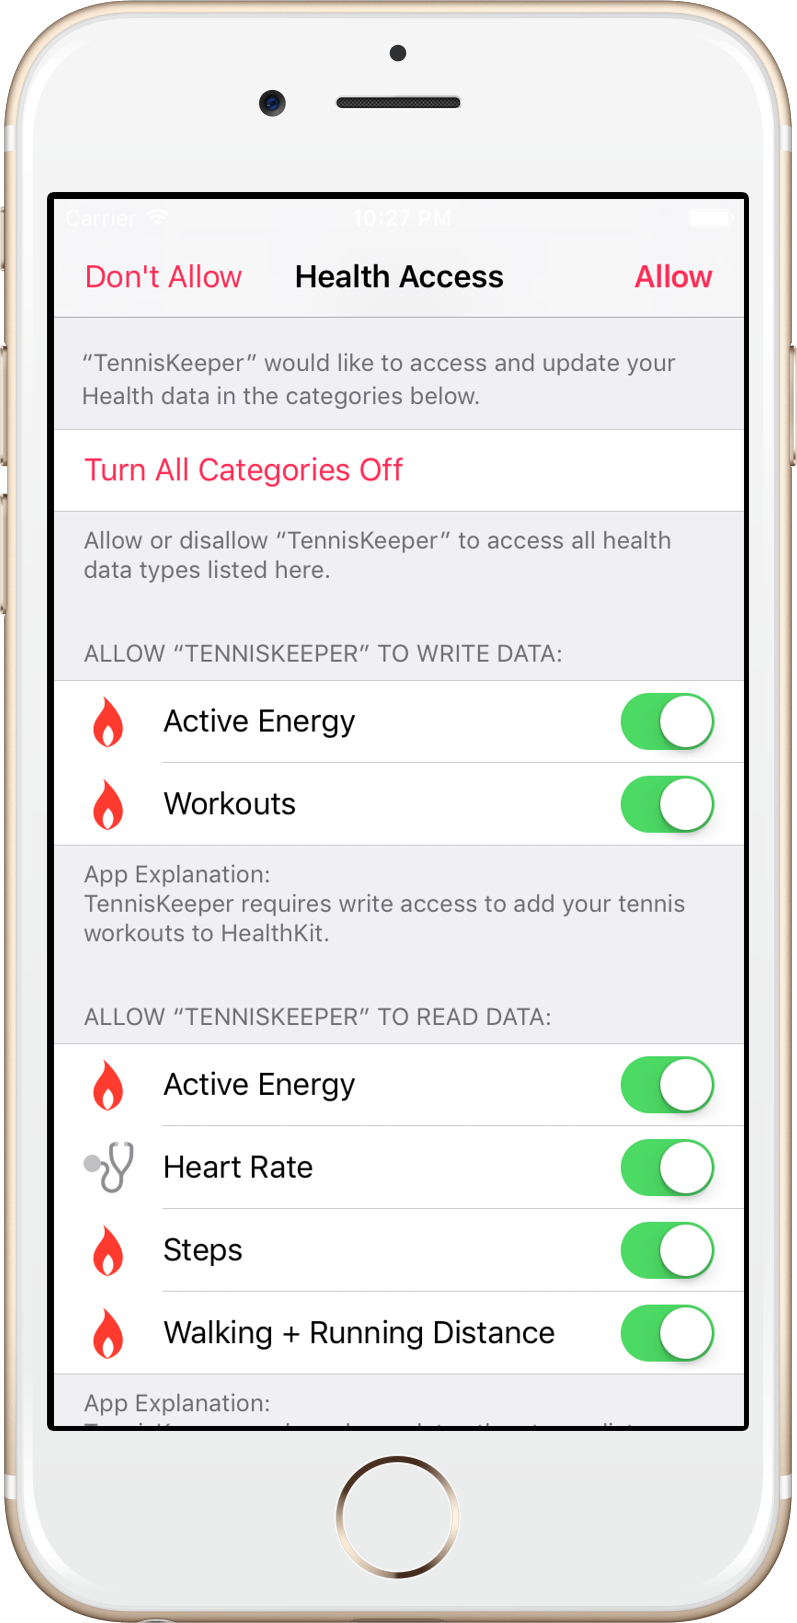 Carrier 10:27 PM
Don't Allow Health Access Allow
“TennisKeeper” would like to access and update your
Health data in the categories below.
Turn All Categories Off
Allow or disallow “TennisKeeper” to access all health
data types listed here.
ALLOW “TENNISKEEPER” TO WRITE DATA:
Active Energy
Workouts
App Explanation:
TennisKeeper requires write access to add your tennis
workouts to HealthKit.
ALLOW “TENNISKEEPER” TO READ DATA:
Active Energy
Heart Rate
Steps
Walking + Running Distance
App Explanation: